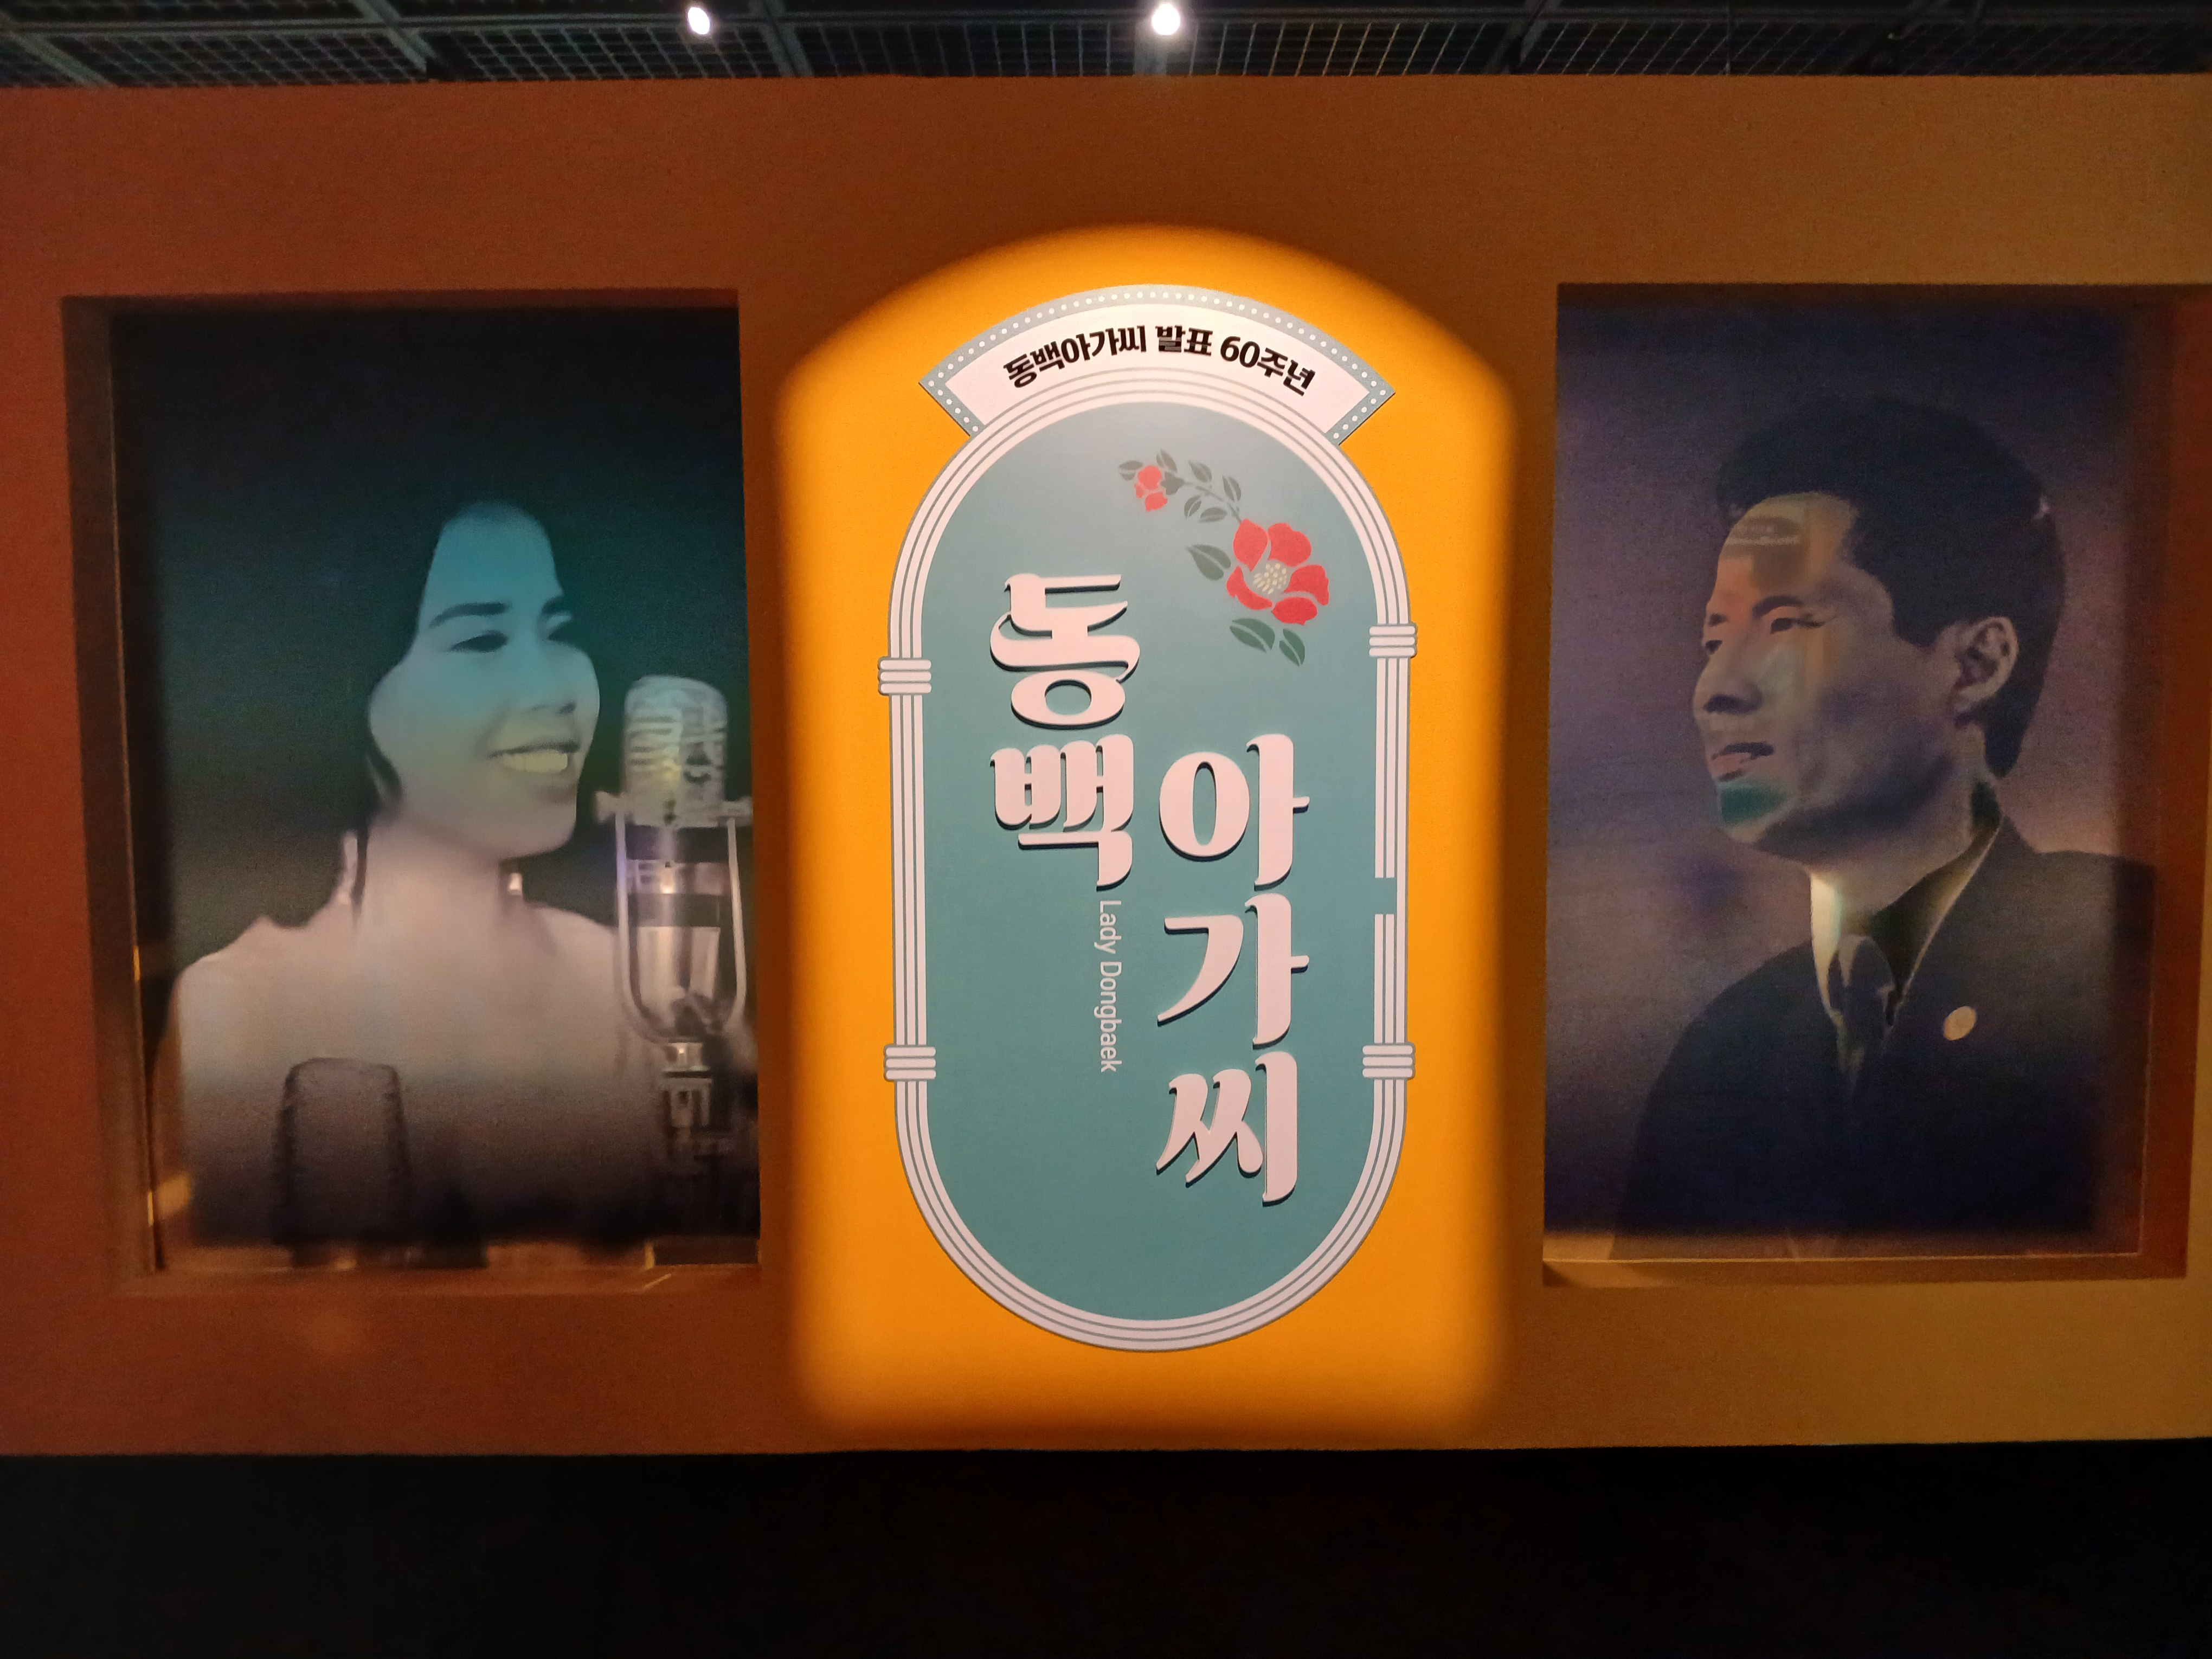 동백아가씨 발표 60주년
동백
아가씨
Lady Dongbaek